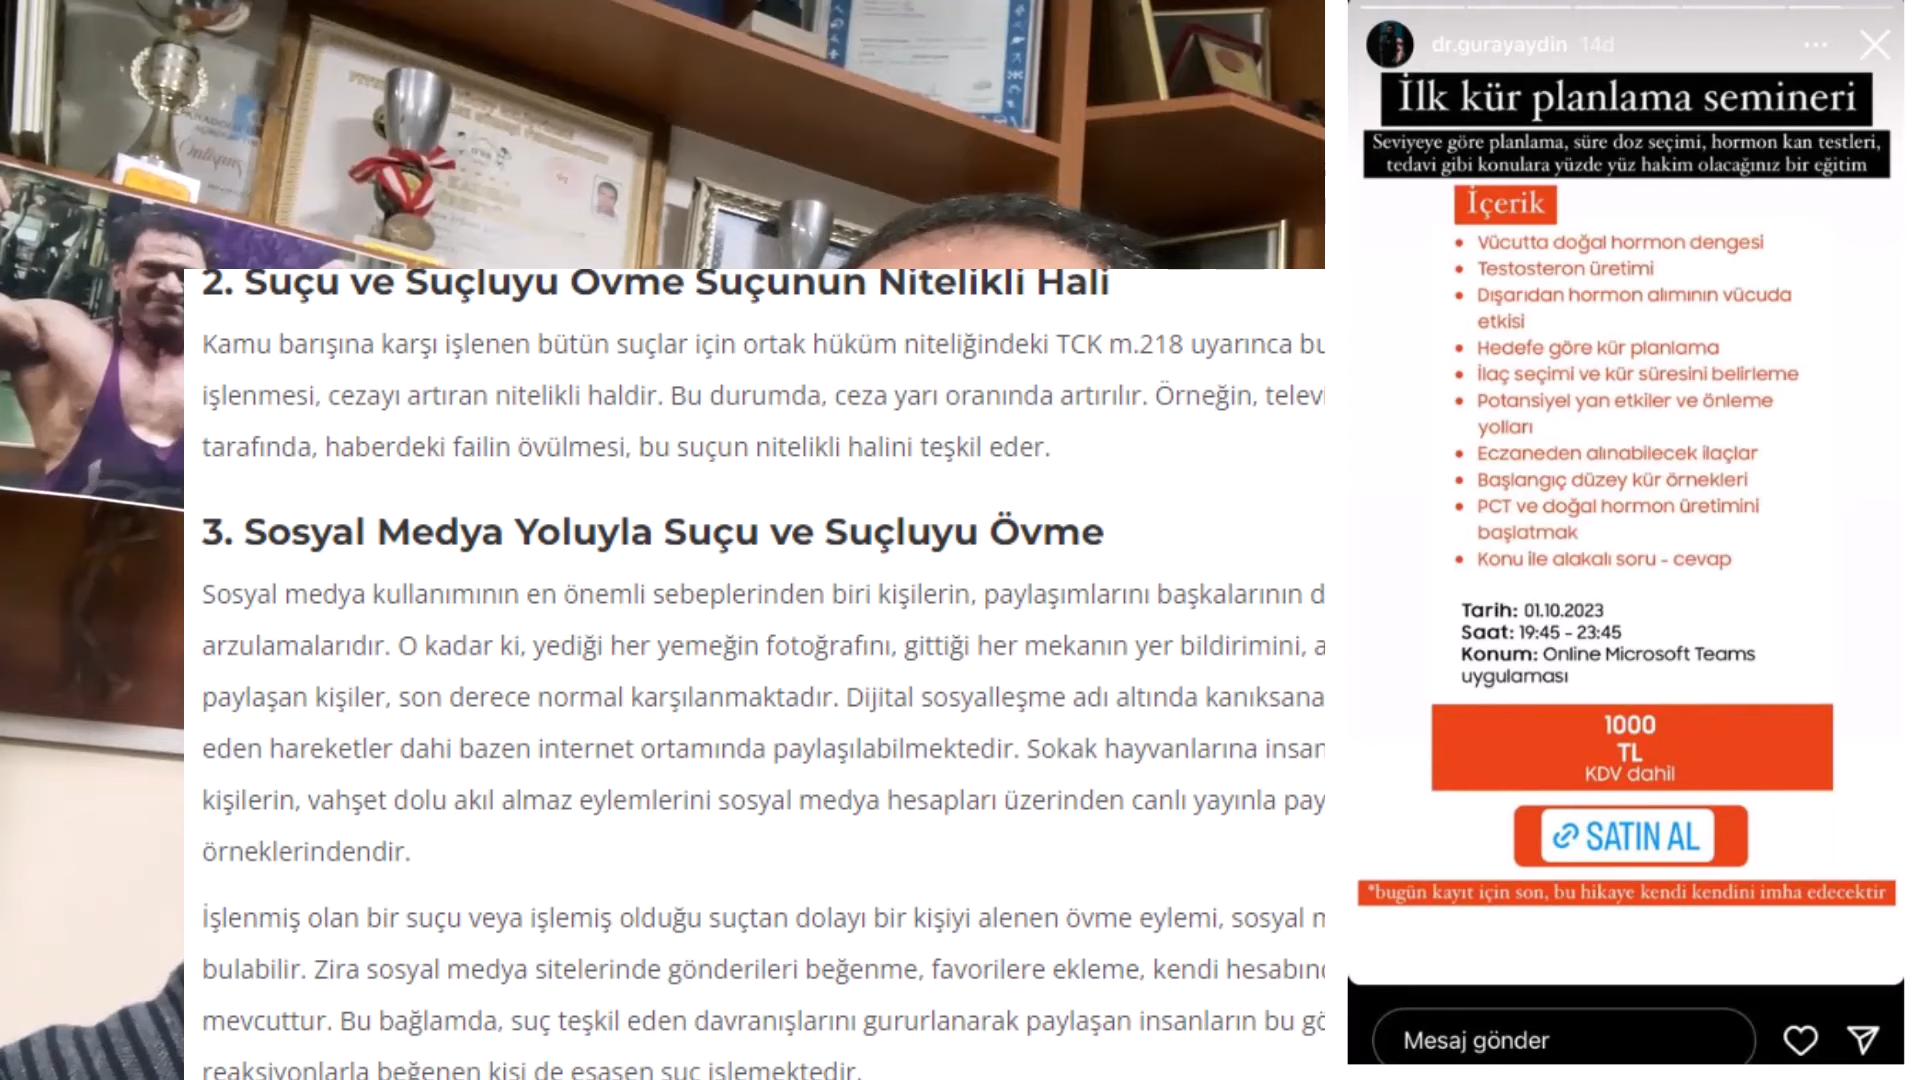 2. Suçu ve Suçluyu Övme Suçunun Nitelikli Hali
Kamu barışına karşı işlenen bütün suçlar için ortak hüküm niteliğindeki TCK m.218 uyarınca bu
işlenmesi, cezayı artıran nitelikli haldir. Bu durumda, ceza yarı oranında artırılır. Örneğin, televi
tarafında, haberdeki failin övülmesi, bu suçun nitelikli halini teşkil eder.
3. Sosyal Medya Yoluyla Suçu ve Suçluyu Övme
Sosyal medya kullanımının en önemli sebeplerinden biri kişilerin, paylaşımlarını başkalarının
arzulamalarıdır. O kadar ki, yediği her yemeğin fotoğrafını, gittiği her mekanın yer bildirimini,
paylaşan kişiler, son derece normal karşılanmaktadır. Dijital sosyalleşme adı altında kanıksana
eden hareketler dahi bazen internet ortamında paylaşılabilmektedir. Sokak hayvanlarına insan
kişilerin, vahşet dolu akıl almaz eylemlerini sosyal medya hesapları üzerinden canlı yayınla pay
örneklerindendir.
İşlenmiş olan bir suçu veya işlemiş olduğu suçtan dolayı bir kişiyi alenen övme eylemi, sosyal
bulabilir. Zira sosyal medya sitelerinde gönderileri beğenme, favorilere ekleme, kendi hesabınd
mevcuttur. Bu bağlamda, suç teşkil eden davranışlarını gururlanarak paylaşan insanların bu gö
reaksiyonlarla beğenen kişi de esasen suç işlemektedir.
dr.gurayaydin 14d
İlk kür planlama semineri
Seviyeye göre planlama, süre doz seçimi, hormon kan testleri,
tedavi gibi konulara yüzde yüz hakim olacağınız bir eğitim
İçerik
• Vücutta doğal hormon dengesi
• Testosteron üretimi
• Dışarıdan hormon alımının vücuda
etkisi
• Hedefe göre kür planlama
• İlaç seçimi ve kür süresini belirleme
• Potansiyel yan etkiler ve önleme
yolları
• Eczaneden alınabilecek ilaçlar
• Başlangıç düzey kür örnekleri
• PCT ve doğal hormon üretimini
başlatmak
• Konu ile alakalı soru - cevap
Tarih: 01.10.2023
Saat: 19:45 - 23:45
Konum: Online Microsoft Teams
uygulaması
1000
TL
KDV dahil
SATIN AL
*bugün kayıt için son, bu hikaye kendi kendini imha edecektir
Mesaj gönder